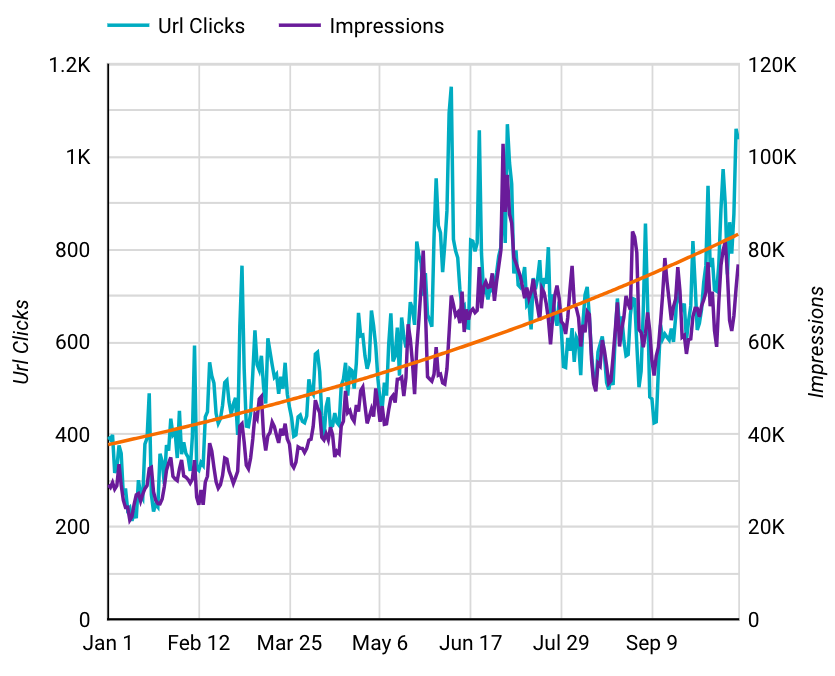 Url Clicks Impressions
1.2K 120K
1K 100K
800 80K
600 60K
400 40K
200 20K
0 0
Url Clicks
Impressions
Jan 1 Feb 12 Mar 25 May 6 Jun 17 Jul 29 Sep 9